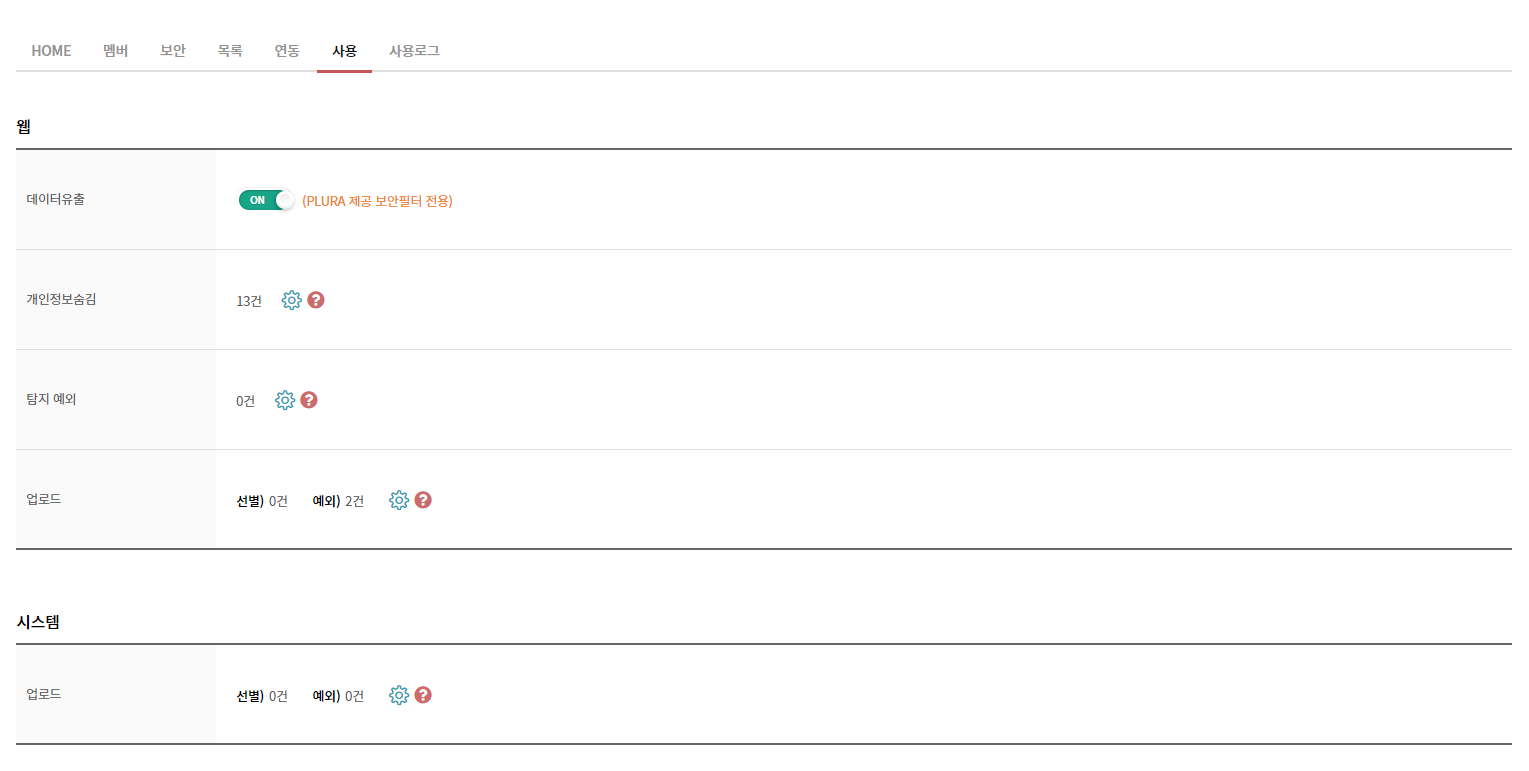 HOME 멤버 보안 목록 연동 사용 사용로그
웹
데이터유출 ON (PLURA 제공 보안필터 전용)
개인정보숨김 13건 ?
탐지 예외 0건 ?
업로드 선별) 0건 예외) 2건 ?
시스템
업로드 선별) 0건 예외) 0건 ?